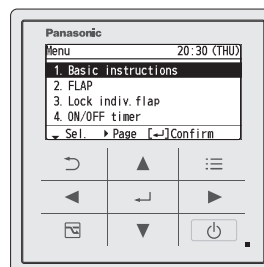 Panasonic
Menu 20:30 (THU)
1. Basic instructions
2. FLAP
3. Lock indiv.flap
4. ON/OFF timer
Sel. ▸ Page [↵]Confirm